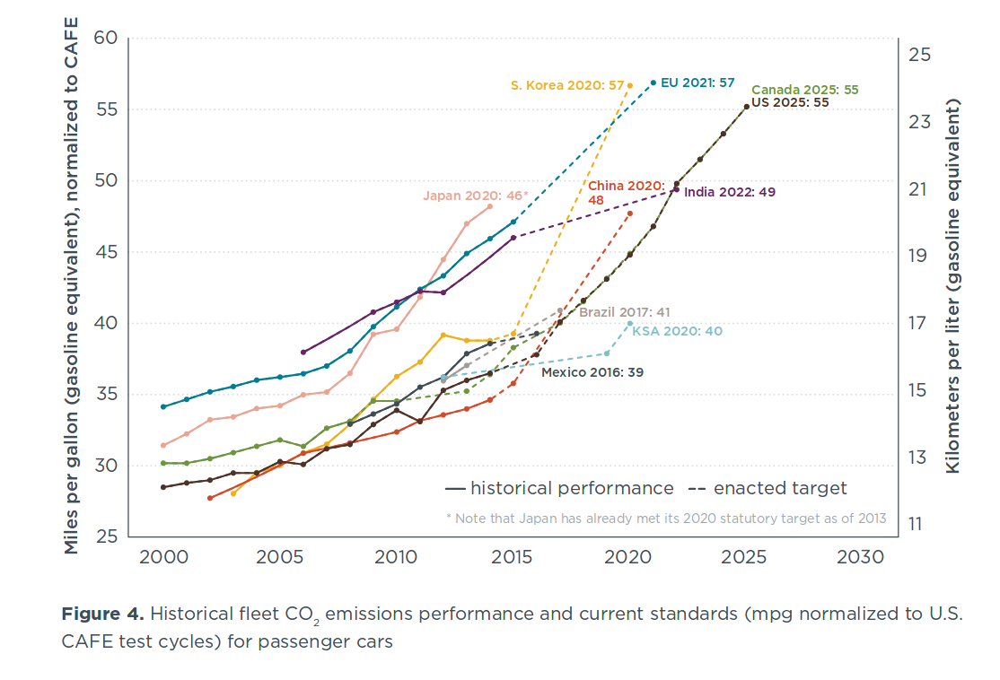 Miles per gallon (gasoline equivalent), normalized to CAFE
60
55
50
45
40
35
30
25
25
23
21
19
17
15
13
11
Kilometers per liter (gasoline equivalent)
S. Korea 2020: 57
EU 2021: 57
Canada 2025: 55
US 2025: 55
Japan 2020: 46*
China 2020:
48
India 2022: 49
Brazil 2017: 41
KSA 2020: 40
Mexico 2016: 39
historical performance
enacted target
* Note that Japan has already met its 2020 statutory target as of 2013
2000
2005
2010
2015
2020
2025
2030
Figure 4. Historical fleet CO2 emissions performance and current standards (mpg normalized to U.S.
CAFE test cycles) for passenger cars